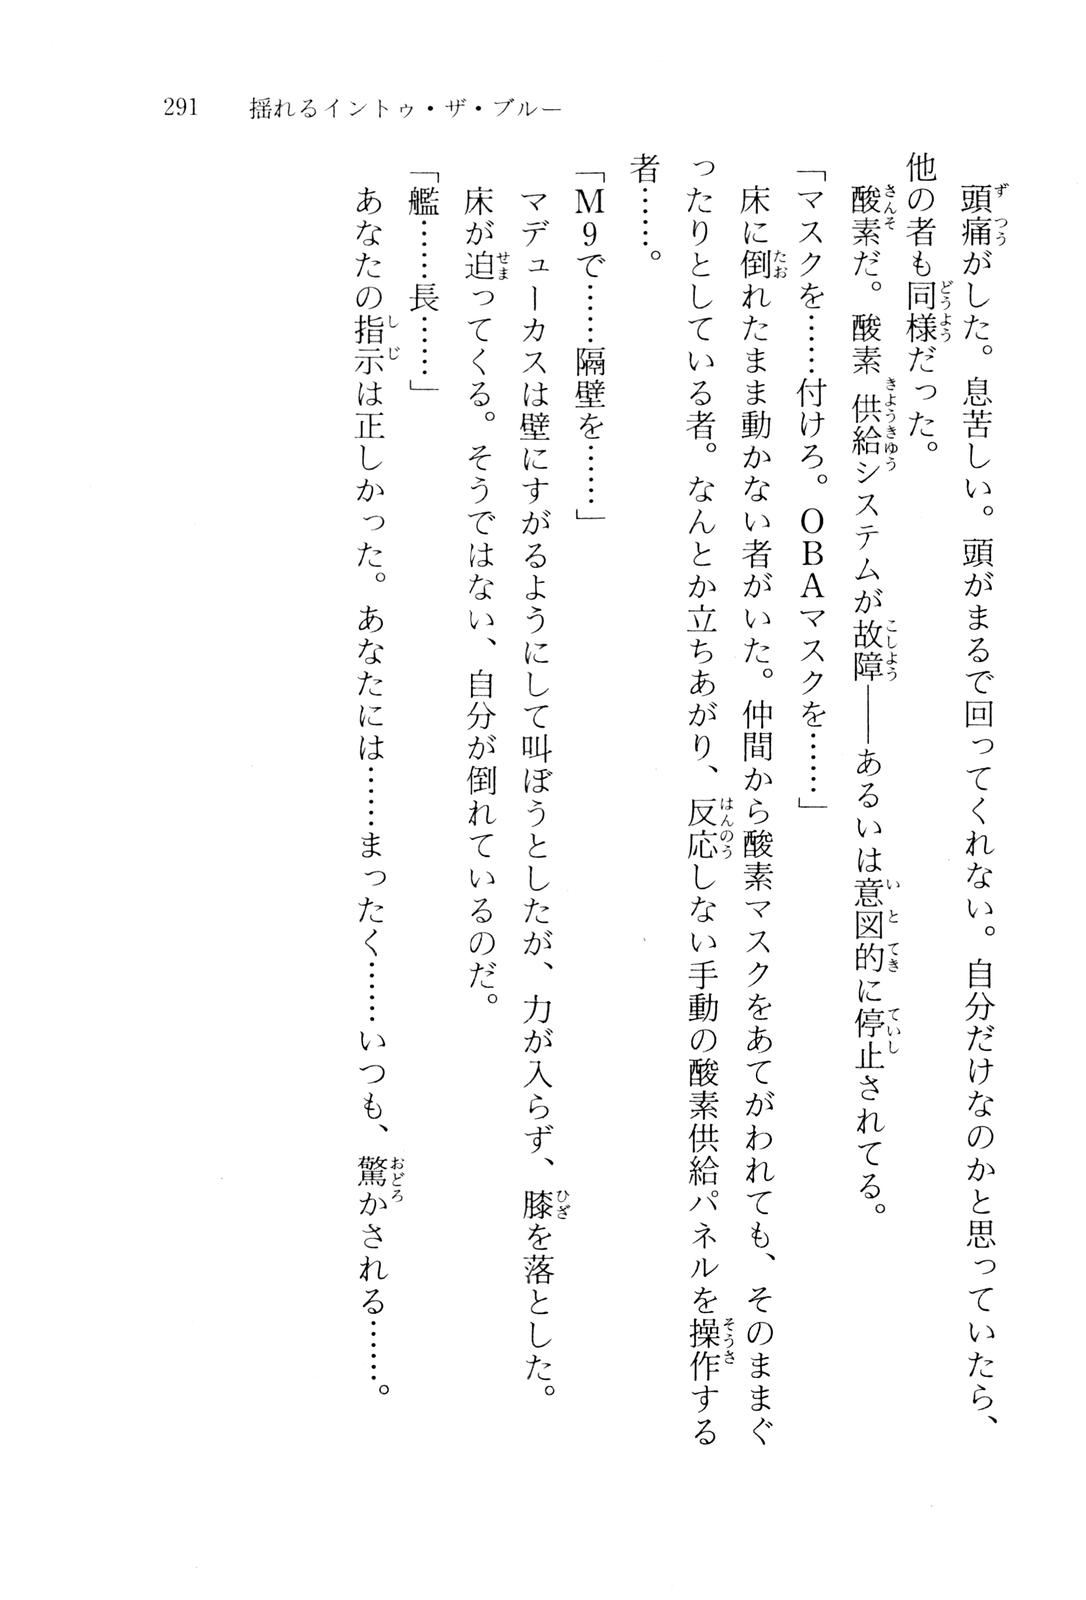 291　揺れるイントゥ・ザ・ブルー
　頭痛がした。息苦しい。頭がまるで回ってくれない。自分だけなのかと思っていたら、
他の者も同様だった。
　酸素だ。酸素供給システムが故障――あるいは意図的に停止されてる。
「マスクを……付けろ。ＯＢＡマスクを……」
　床に倒れたまま動かない者がいた。仲間から酸素マスクをあてがわれても、そのままぐ
ったりとしている者。なんとか立ちあがり、反応しない手動の酸素供給パネルを操作する
者……。
「Ｍ９で……隔壁を……」
　マデューカスは壁にすがるようにして叫ぼうとしたが、力が入らず、膝を落とした。
　床が迫ってくる。そうではない、自分が倒れているのだ。
「艦……長……」
　あなたの指示は正しかった。あなたには……まったく……いつも、驚かされる……。